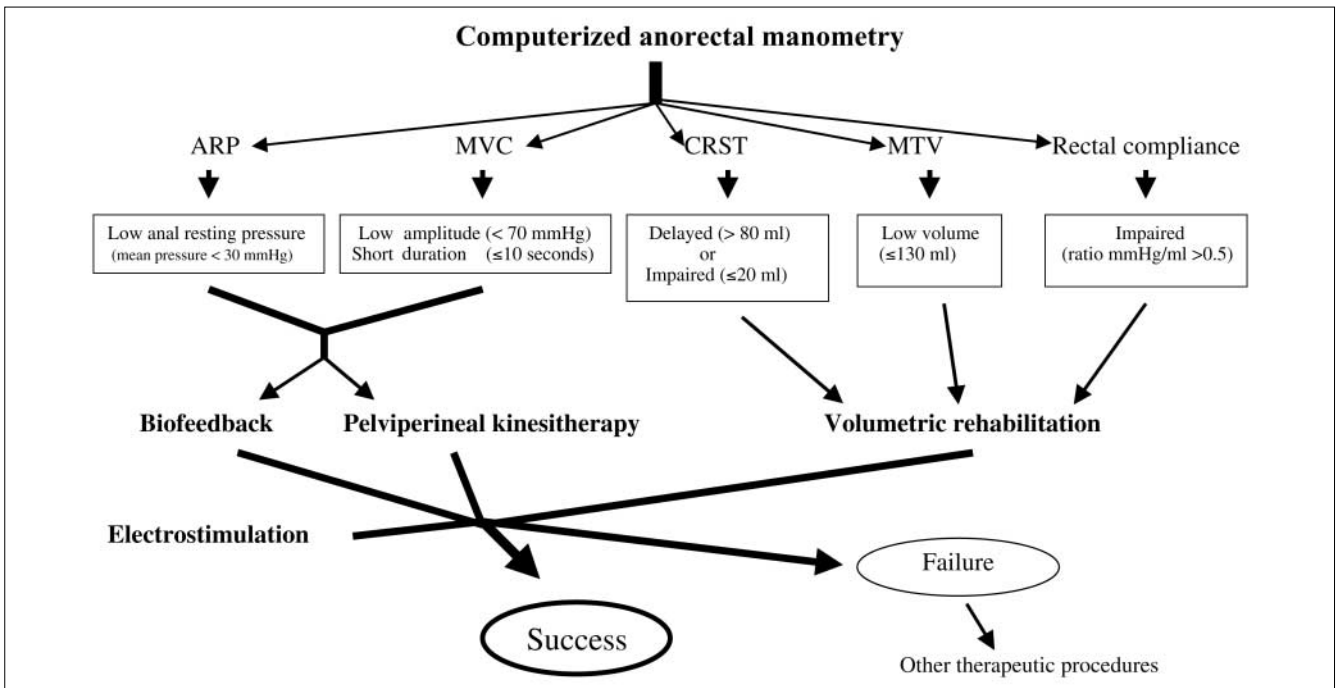 Computerized anorectal manometry
ARP
MVC
CRST
MTV
Rectal compliance
Low anal resting pressure
(mean pressure < 30 mmHg)
Low amplitude (< 70 mmHg)
Short duration (≤10 seconds)
Delayed (> 80 ml)
or
Impaired (≤20 ml)
Low volume
(≤130 ml)
Impaired
(ratio mmHg/ml >0.5)
Biofeedback
Pelviperineal kinesitherapy
Volumetric rehabilitation
Electrostimulation
Failure
Success
Other therapeutic procedures